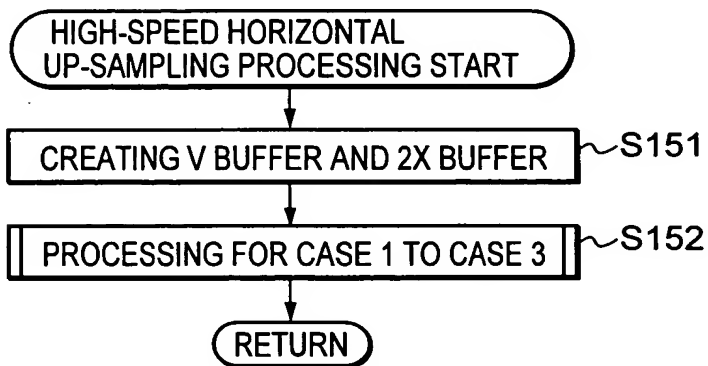 HIGH-SPEED HORIZONTAL
UP-SAMPLING PROCESSING START
CREATING V BUFFER AND 2X BUFFER
S151
PROCESSING FOR CASE 1 TO CASE 3
S152
RETURN